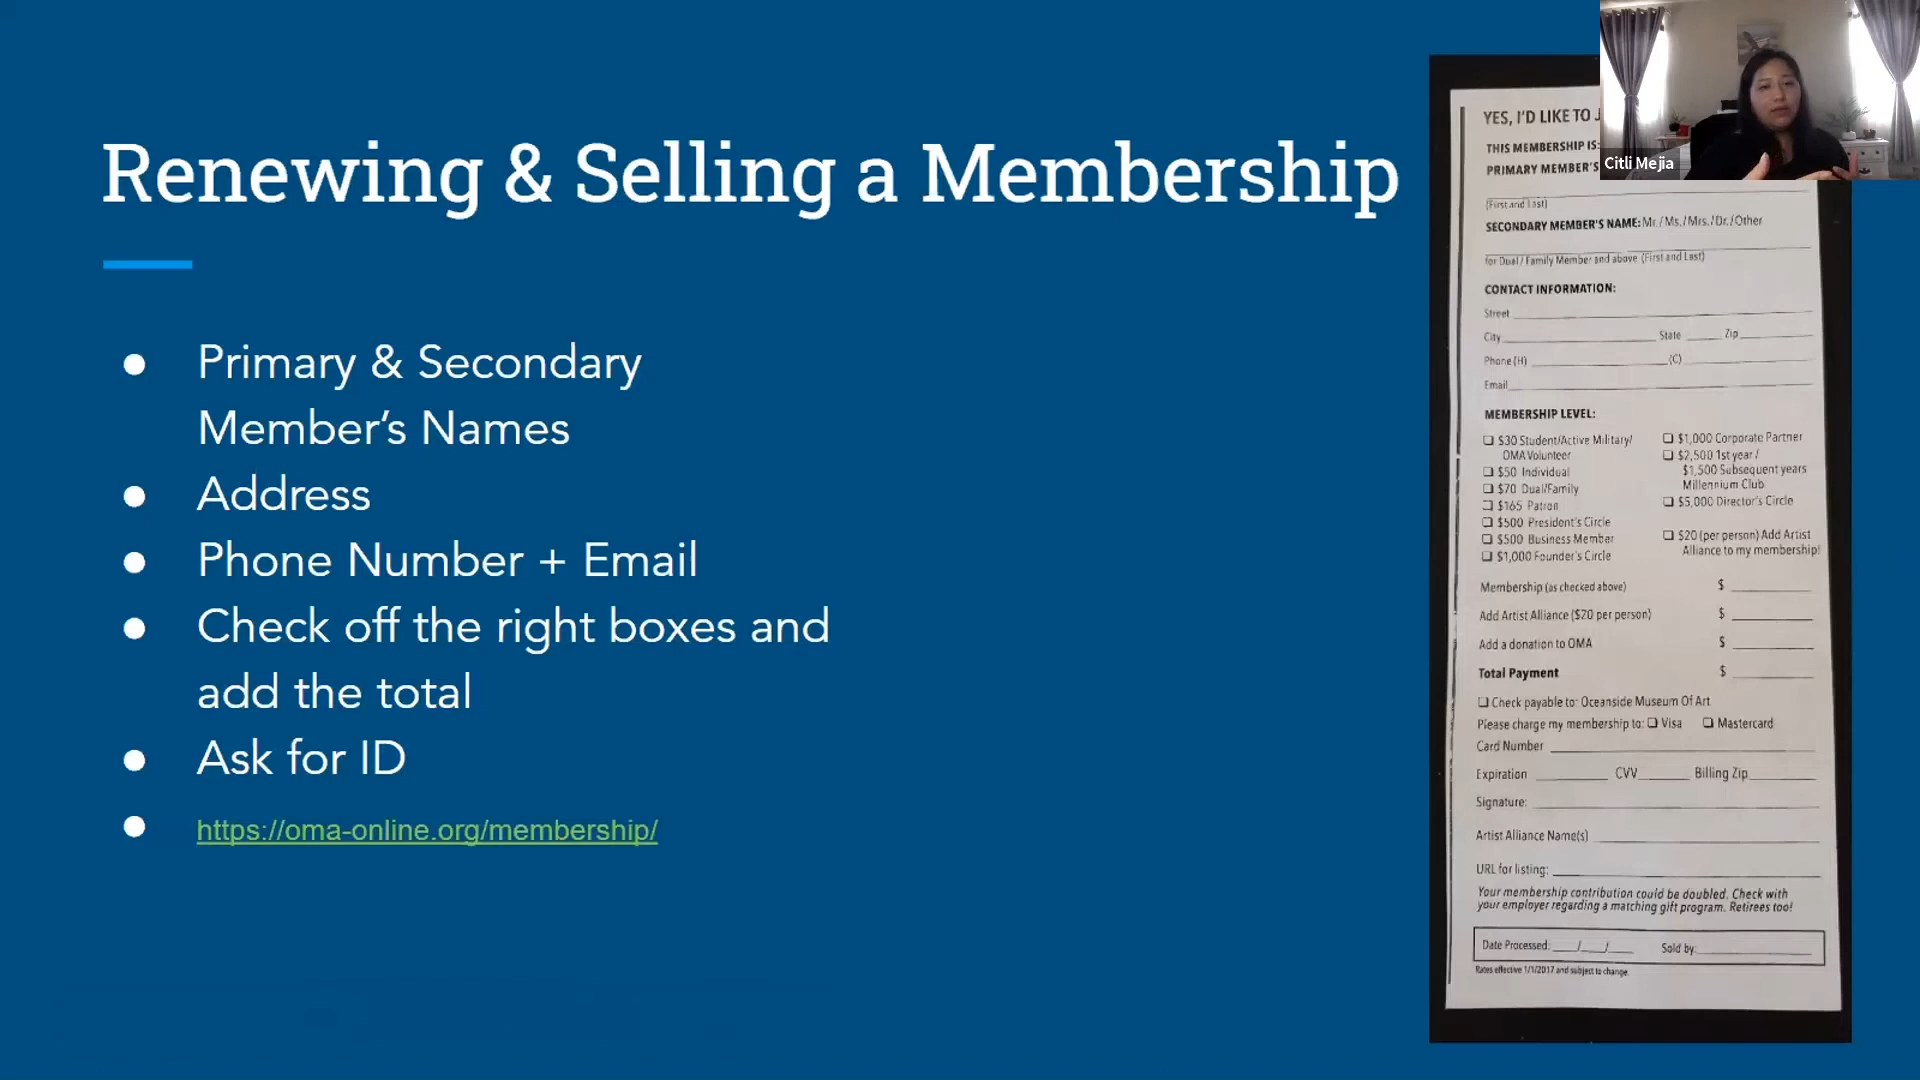 Renewing & Selling a Membership
● Primary & Secondary
Member's Names
● Address
● Phone Number + Email
● Check off the right boxes and
add the total
● Ask for ID
● https://oma-online.org/membership/
Citli Mejia
YES, I'D LIKE TO
THIS MEMBERSHIP IS:
PRIMARY MEMBER'S
(First and Last)
SECONDARY MEMBER'S NAME: Mr./Ms./Mrs./Dr./Other
for Dual/Family Member and above (First and Last)
CONTACT INFORMATION:
Street
City State Zip
Phone (H) (C)
Email
MEMBERSHIP LEVEL:
❑ $30 Student/Active Military/
OMA Volunteer
❑ $50 Individual
❑ $70 Dual/Family
❑ $165 Patron
❑ $500 President's Circle
❑ $500 Business Member
❑ $1,000 Founder's Circle
❑ $1,000 Corporate Partner
❑ $2,500 1st year /
$1,500 Subsequent years
Millennium Club
❑ $5,000 Director's Circle
❑ $20 (per person) Add Artist
Alliance to my membership!
Membership (as checked above) $
Add Artist Alliance ($20 per person) $
Add a donation to OMA $
Total Payment $
❑ Check payable to: Oceanside Museum Of Art
Please charge my membership to: ❑ Visa ❑ Mastercard
Card Number
Expiration CVV Billing Zip
Signature:
Artist Alliance Name(s)
URL for listing:
Your membership contribution could be doubled. Check with
your employer regarding a matching gift program. Retirees too!
Date Processed: / / Sold by:
Rates effective 1/1/2017 and subject to change.